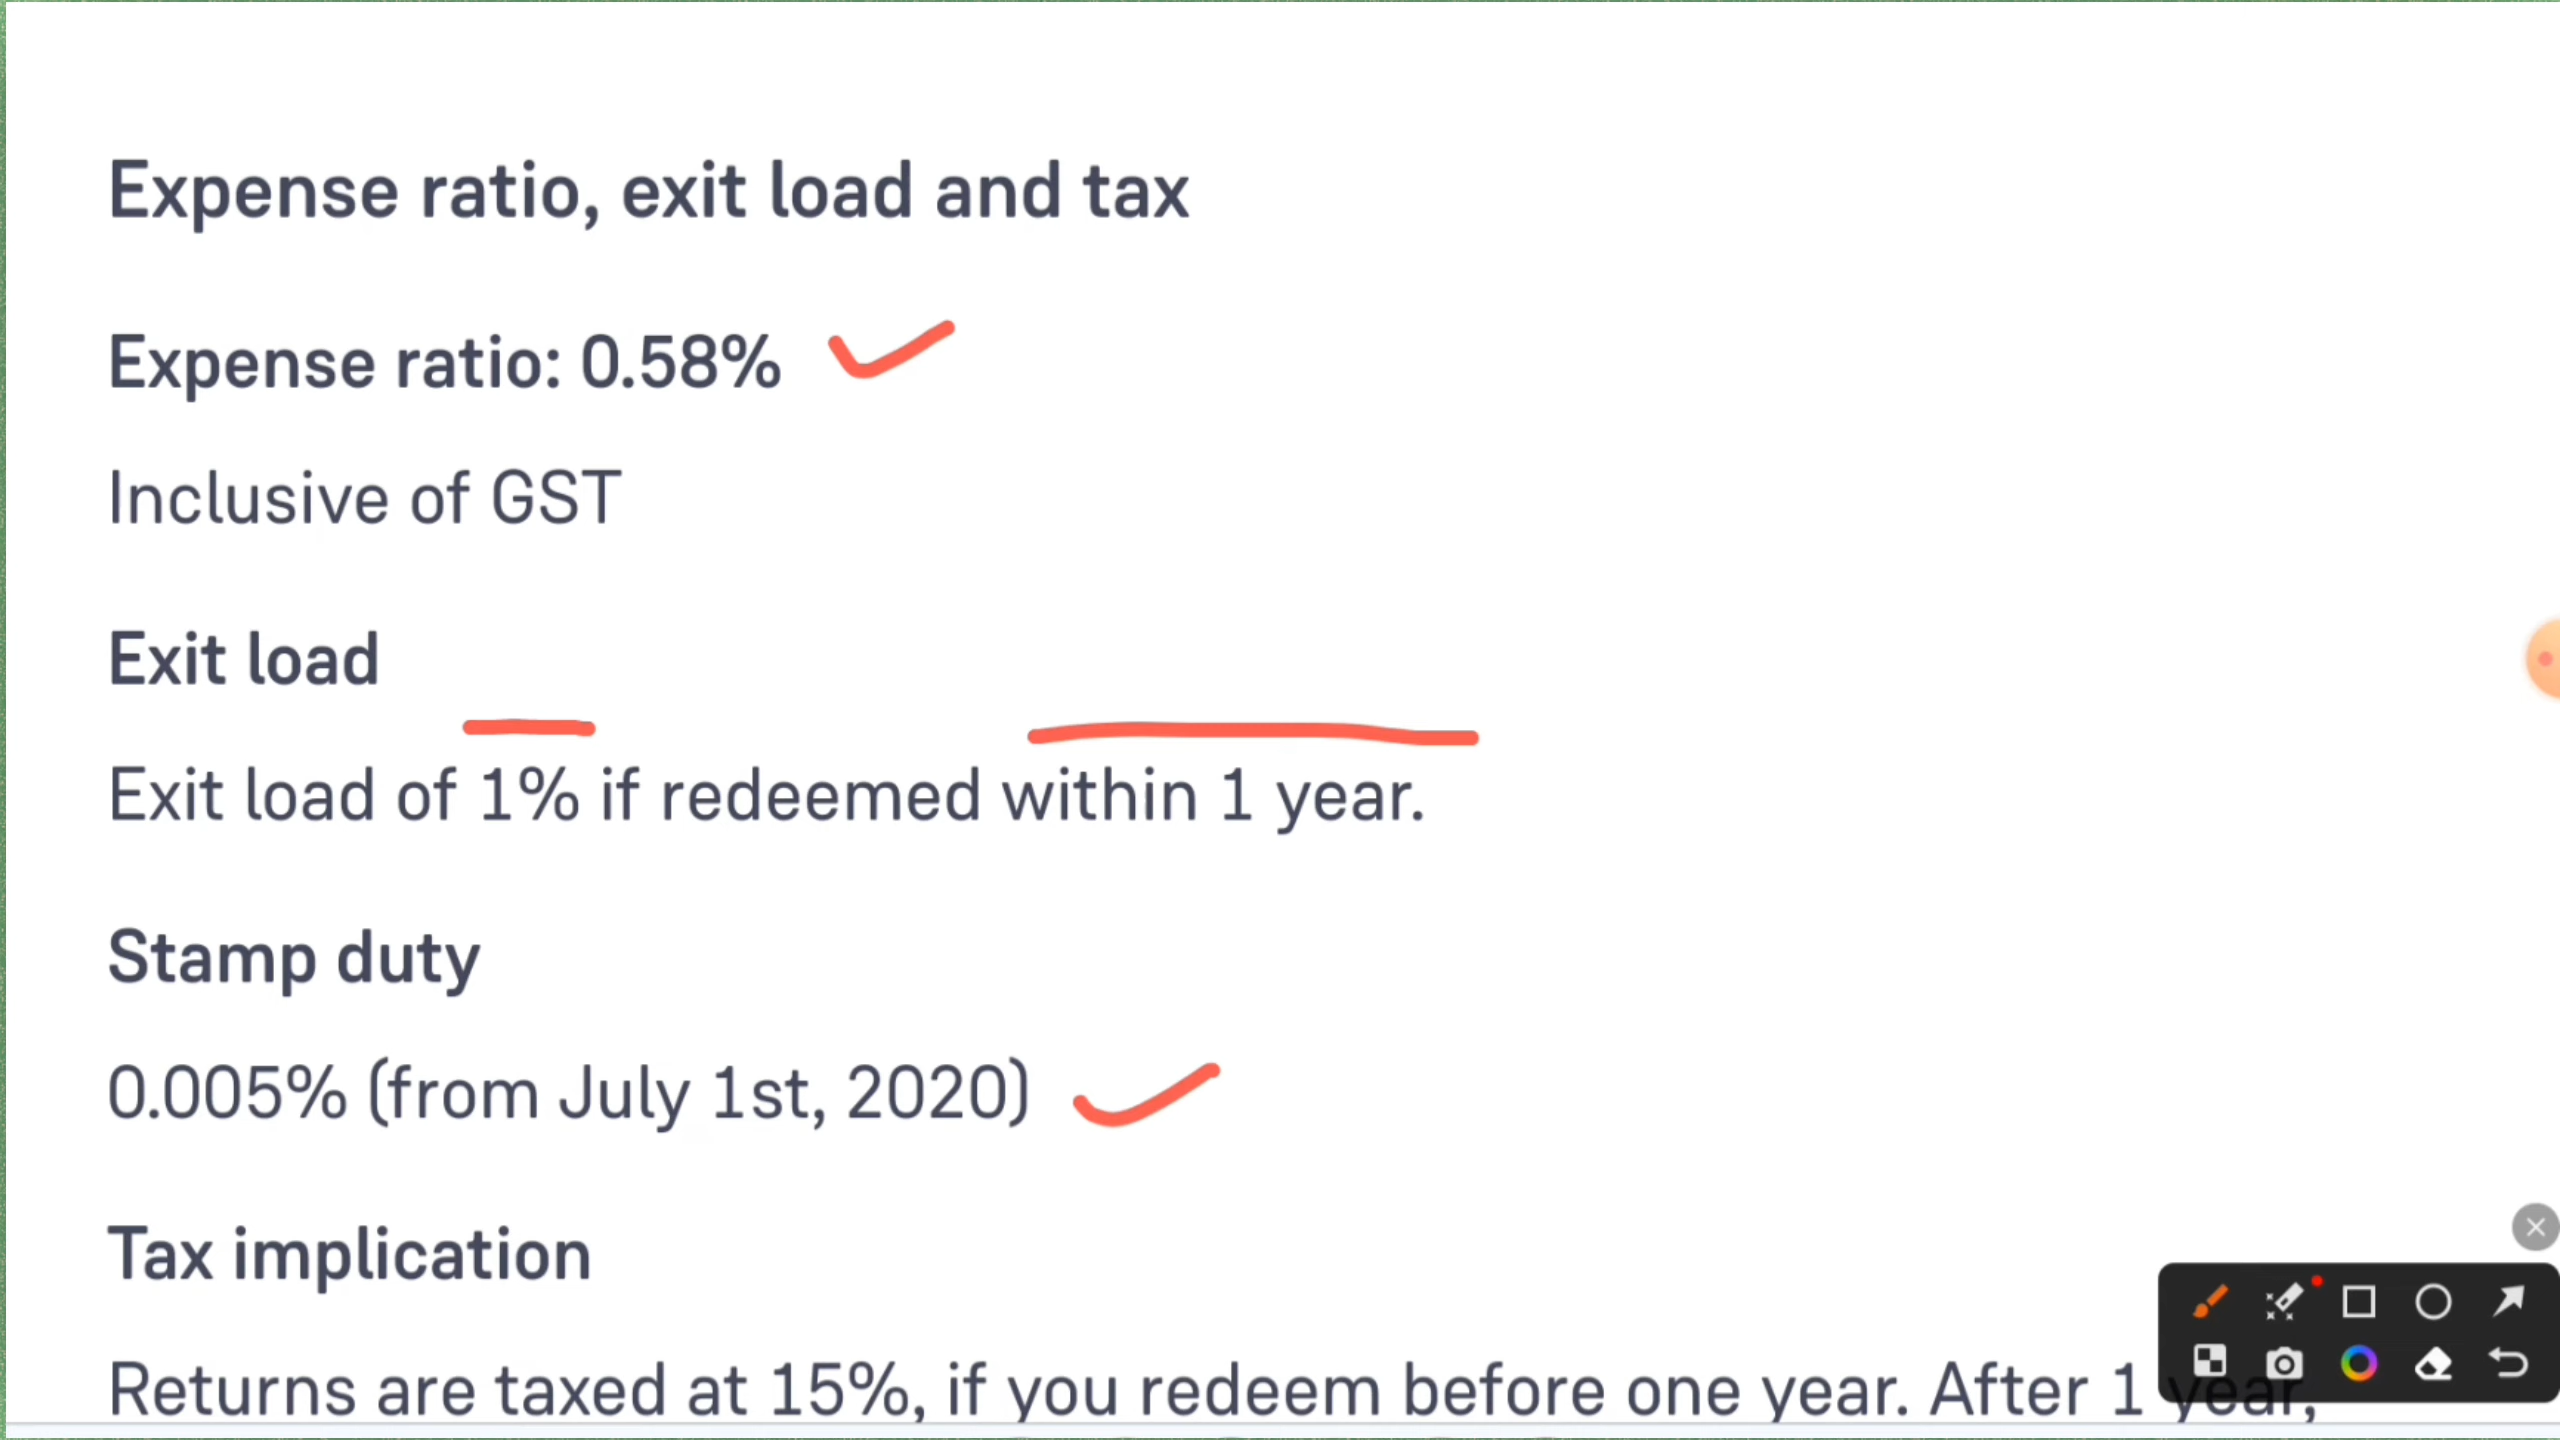 Expense ratio, exit load and tax
Expense ratio: 0.58%
Inclusive of GST
Exit load
Exit load of 1% if redeemed within 1 year.
Stamp duty
0.005% (from July 1st, 2020)
Tax implication
Returns are taxed at 15%, if you redeem before one year. After 1 year,